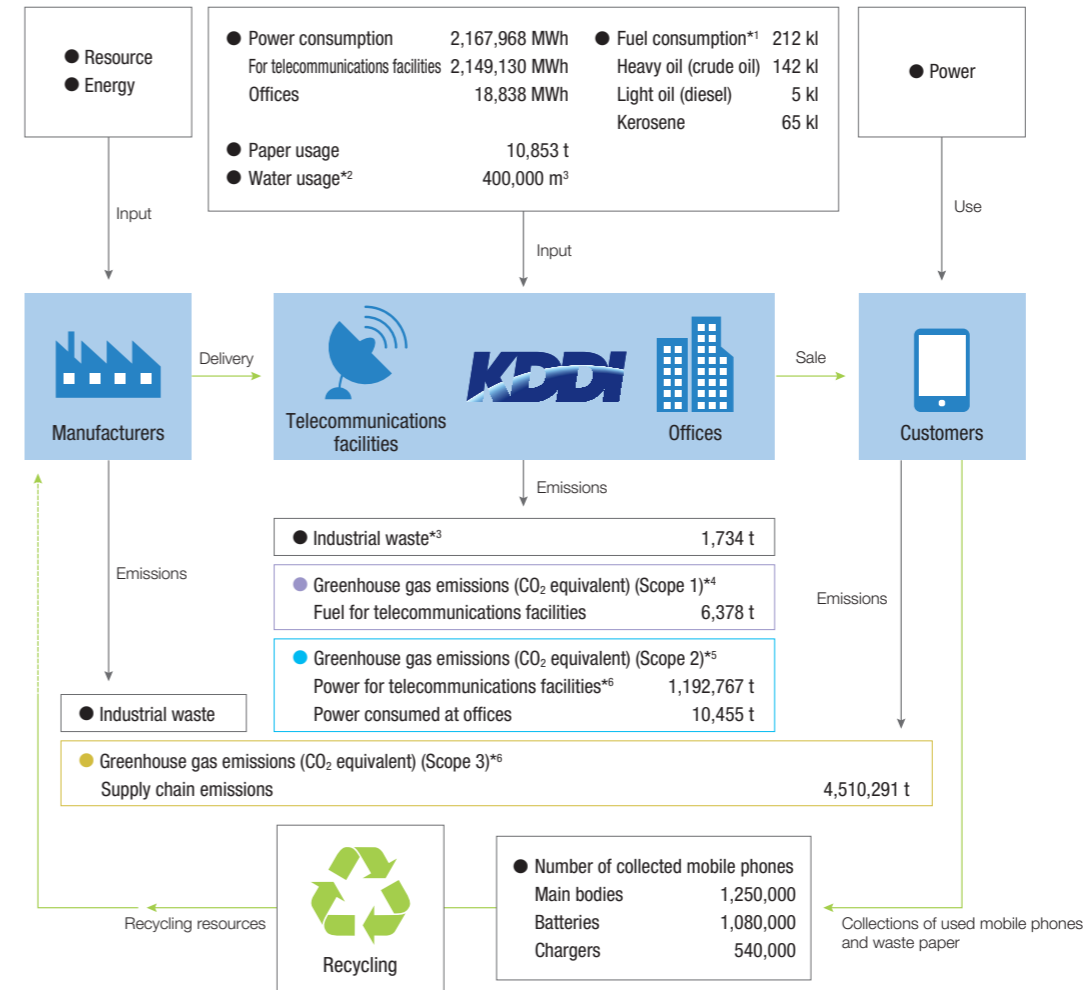 ● Resource
● Energy
● Power consumption 2,167,968 MWh
For telecommunications facilities 2,149,130 MWh
Offices 18,838 MWh
● Paper usage 10,853 t
● Water usage*2 400,000 m3
● Fuel consumption*1 212 kl
Heavy oil (crude oil) 142 kl
Light oil (diesel) 5 kl
Kerosene 65 kl
● Power
Input
Input
Use
Manufacturers
Delivery
Telecommunications
facilities
KDDI
Offices
Sale
Customers
Emissions
Emissions
Emissions
● Industrial waste*3 1,734 t
● Greenhouse gas emissions (CO2 equivalent) (Scope 1)*4
Fuel for telecommunications facilities 6,378 t
● Greenhouse gas emissions (CO2 equivalent) (Scope 2)*5
Power for telecommunications facilities*6 1,192,767 t
Power consumed at offices 10,455 t
● Industrial waste
● Greenhouse gas emissions (CO2 equivalent) (Scope 3)*6
Supply chain emissions 4,510,291 t
Recycling resources
Recycling
● Number of collected mobile phones
Main bodies 1,250,000
Batteries 1,080,000
Chargers 540,000
Collections of used mobile phones
and waste paper